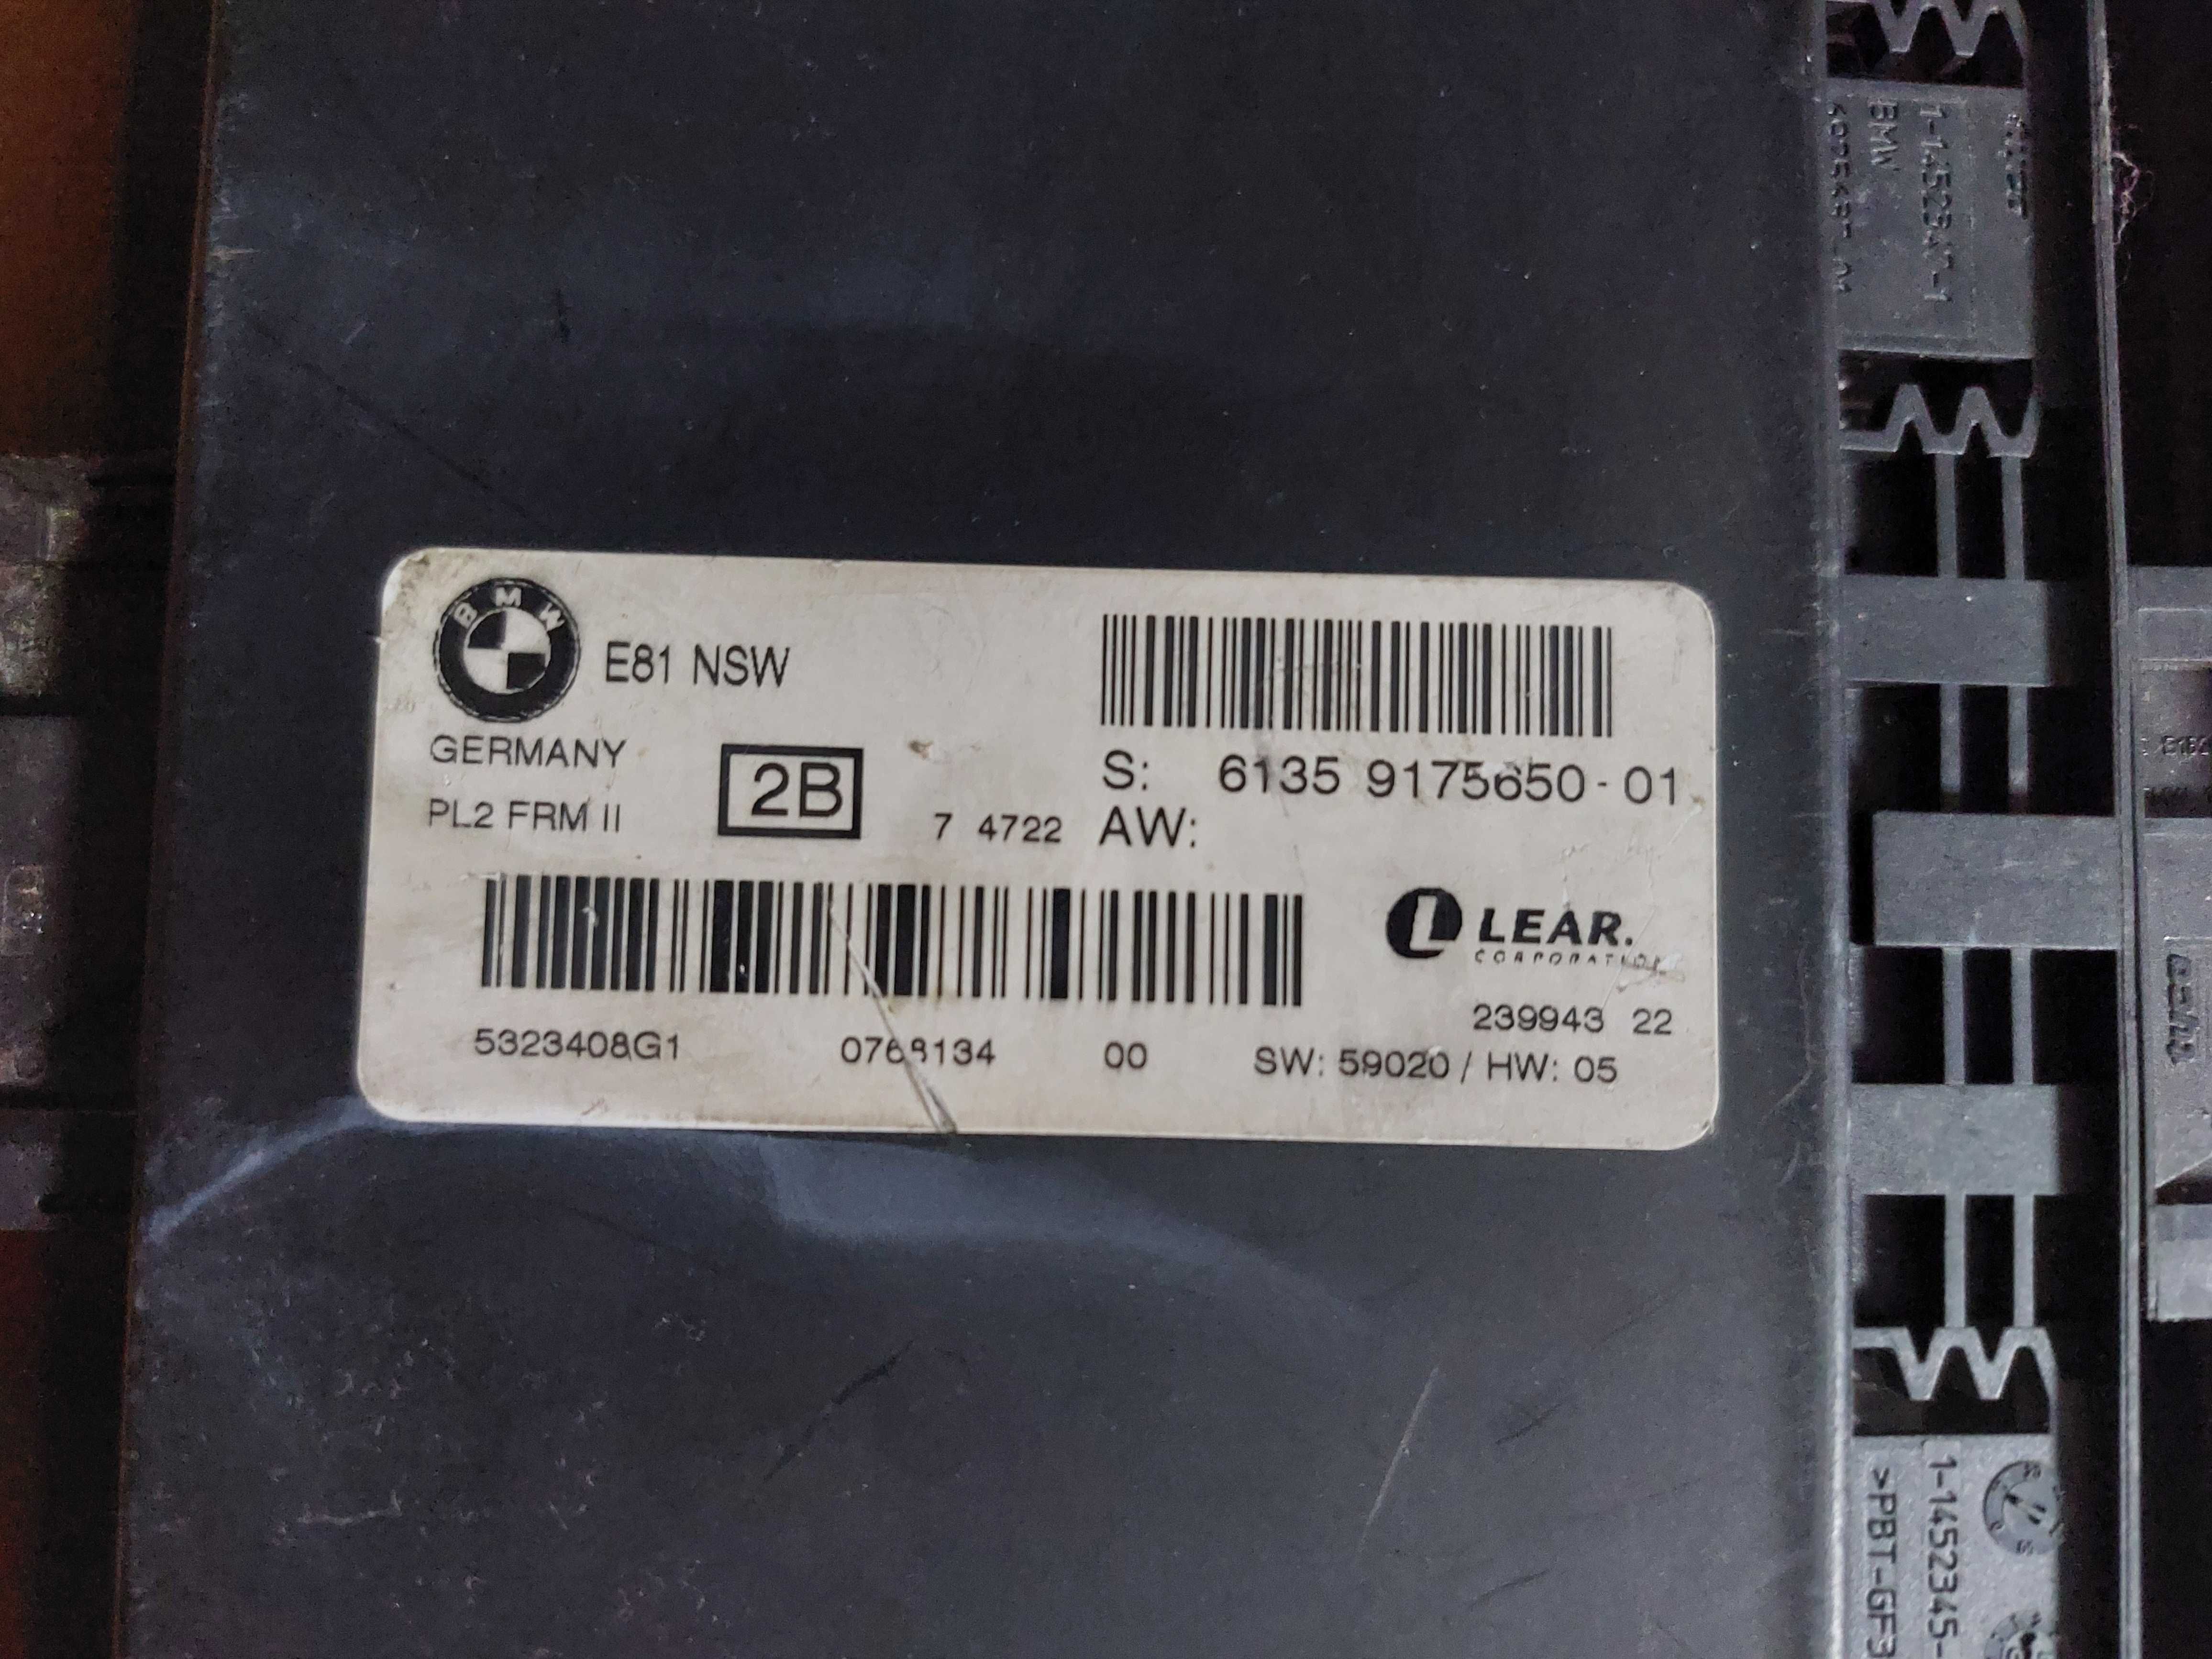 BMW
E81 NSW
GERMANY
PL2 FRM II
2B
7 4722
S: 6135 9175650-01
AW:
LEAR.
CORPORATION
239943 22
5323408G1 0768134 00 SW: 59020 / HW: 05
BMW
1-1452345-
>PBT-GF3